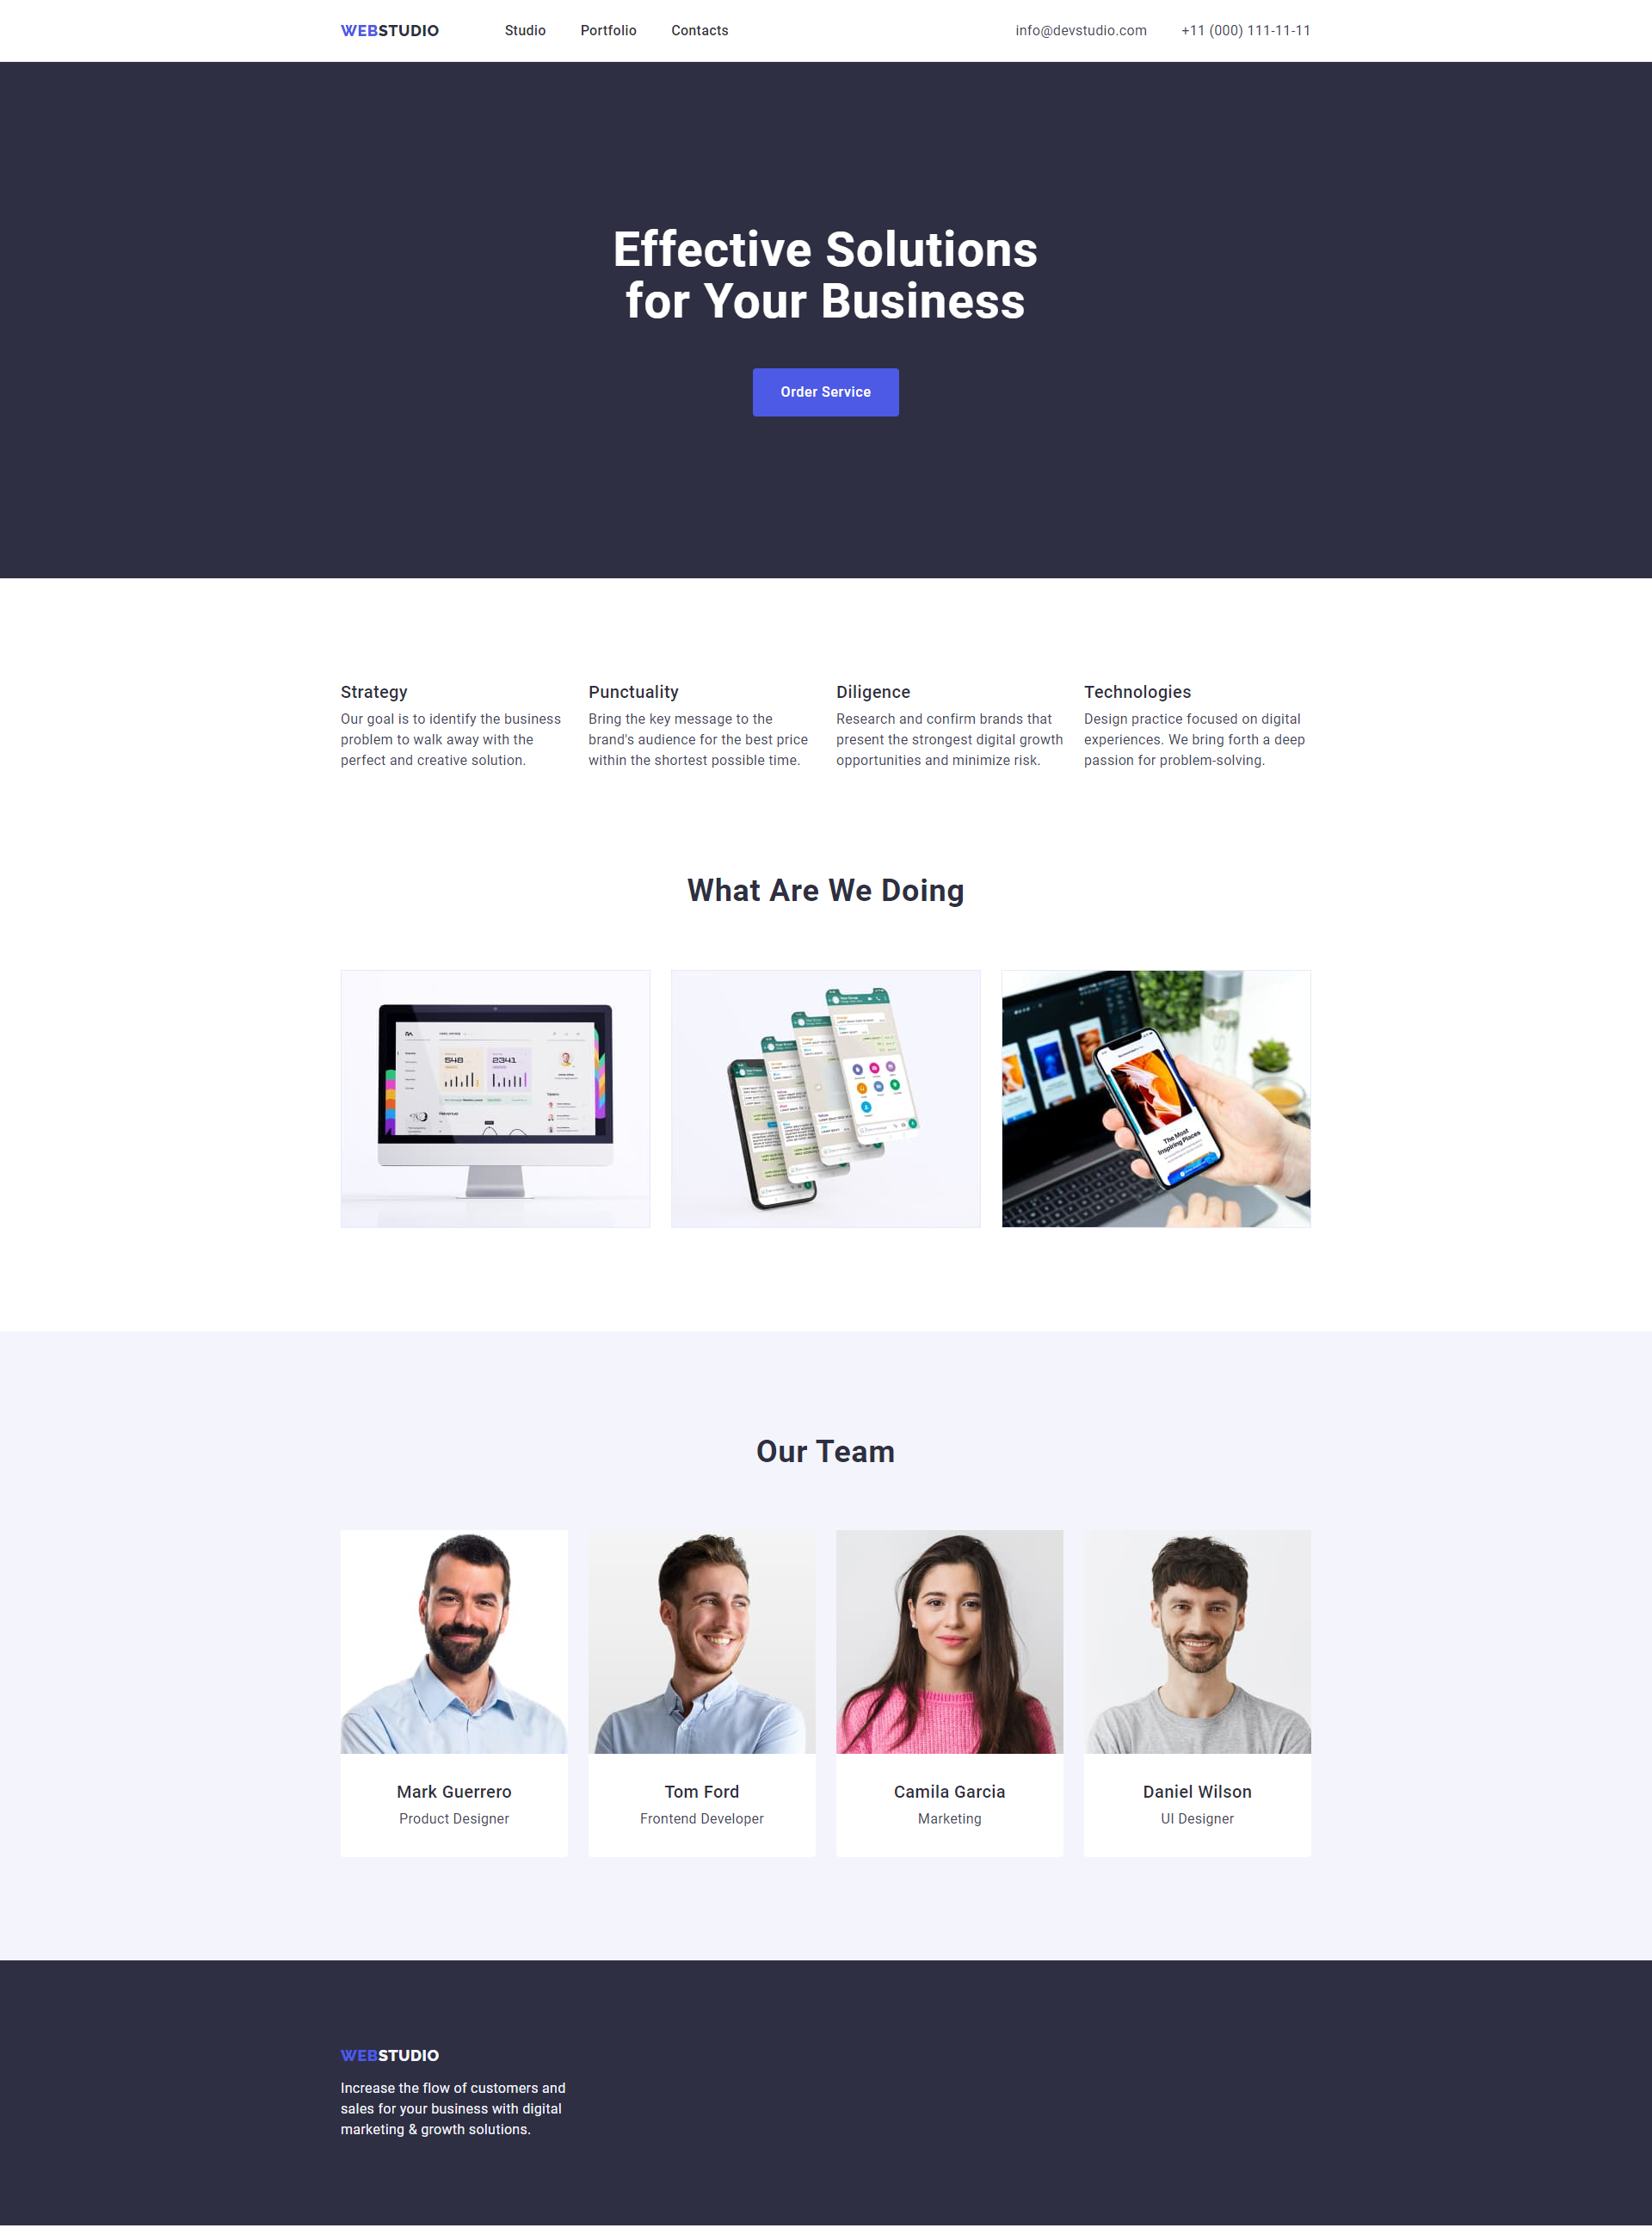 WEBSTUDIO Studio Portfolio Contacts info@devstudio.com +11 (000) 111-11-11
Effective Solutions
for Your Business
Order Service
Strategy
Our goal is to identify the business
problem to walk away with the
perfect and creative solution.
Punctuality
Bring the key message to the
brand's audience for the best price
within the shortest possible time.
Diligence
Research and confirm brands that
present the strongest digital growth
opportunities and minimize risk.
Technologies
Design practice focused on digital
experiences. We bring forth a deep
passion for problem-solving.
What Are We Doing
548
2341
Revenue
The Most
Inspiring Places
Our Team
Mark Guerrero
Product Designer
Tom Ford
Frontend Developer
Camila Garcia
Marketing
Daniel Wilson
UI Designer
WEBSTUDIO
Increase the flow of customers and
sales for your business with digital
marketing & growth solutions.